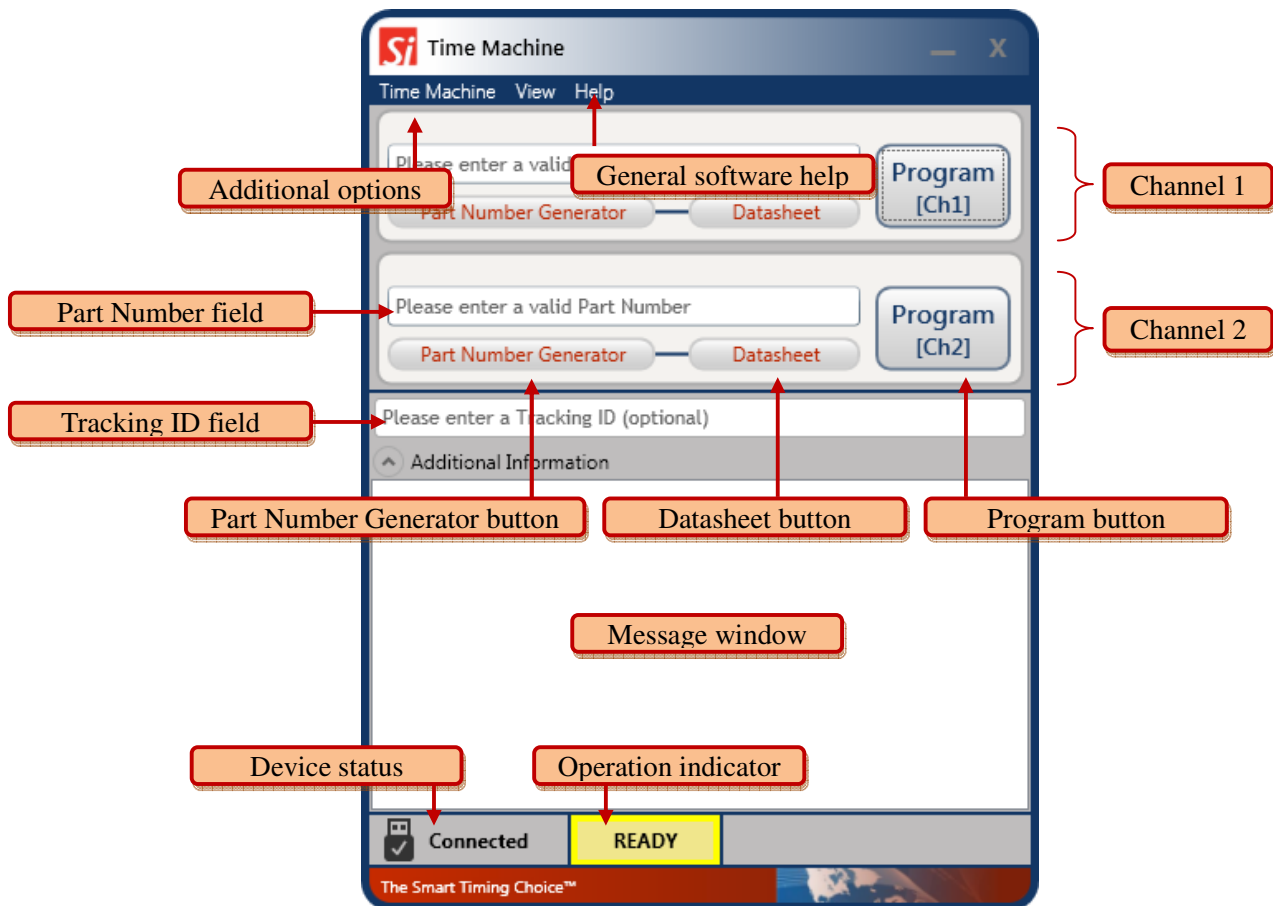 Si Time Machine
Time Machine View Help
Please enter a valid
Additional options
General software help
Program
[Ch1]
Channel 1
Part Number Generator
Datasheet
Part Number field
Please enter a valid Part Number
Program
[Ch2]
Channel 2
Part Number Generator
Datasheet
Tracking ID field
Please enter a Tracking ID (optional)
Additional Information
Part Number Generator button
Datasheet button
Program button
Message window
Device status
Operation indicator
Connected
READY
The Smart Timing Choice™